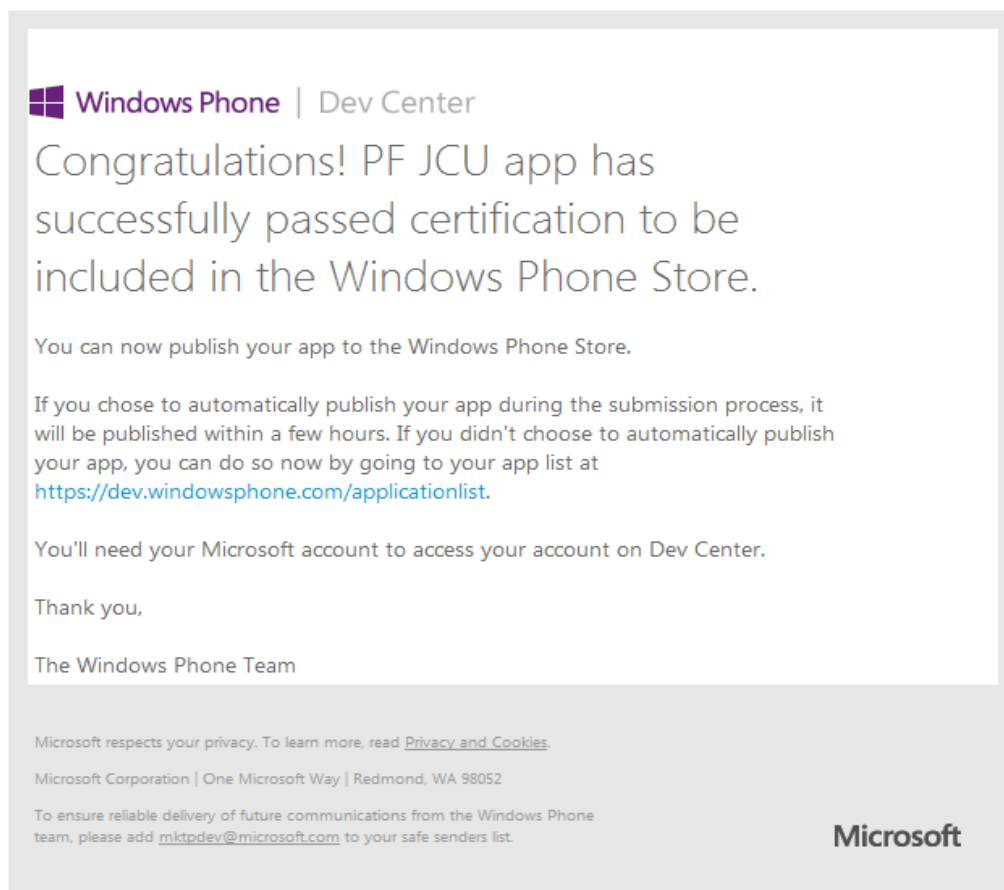 Windows Phone | Dev Center
Congratulations! PF JCU app has
successfully passed certification to be
included in the Windows Phone Store.
You can now publish your app to the Windows Phone Store.
If you chose to automatically publish your app during the submission process, it
will be published within a few hours. If you didn't choose to automatically publish
your app, you can do so now by going to your app list at
https://dev.windowsphone.com/applicationlist.
You'll need your Microsoft account to access your account on Dev Center.
Thank you,
The Windows Phone Team
Microsoft respects your privacy. To learn more, read Privacy and Cookies.
Microsoft Corporation | One Microsoft Way | Redmond, WA 98052
To ensure reliable delivery of future communications from the Windows Phone
team, please add mktpdev@microsoft.com to your safe senders list.
Microsoft